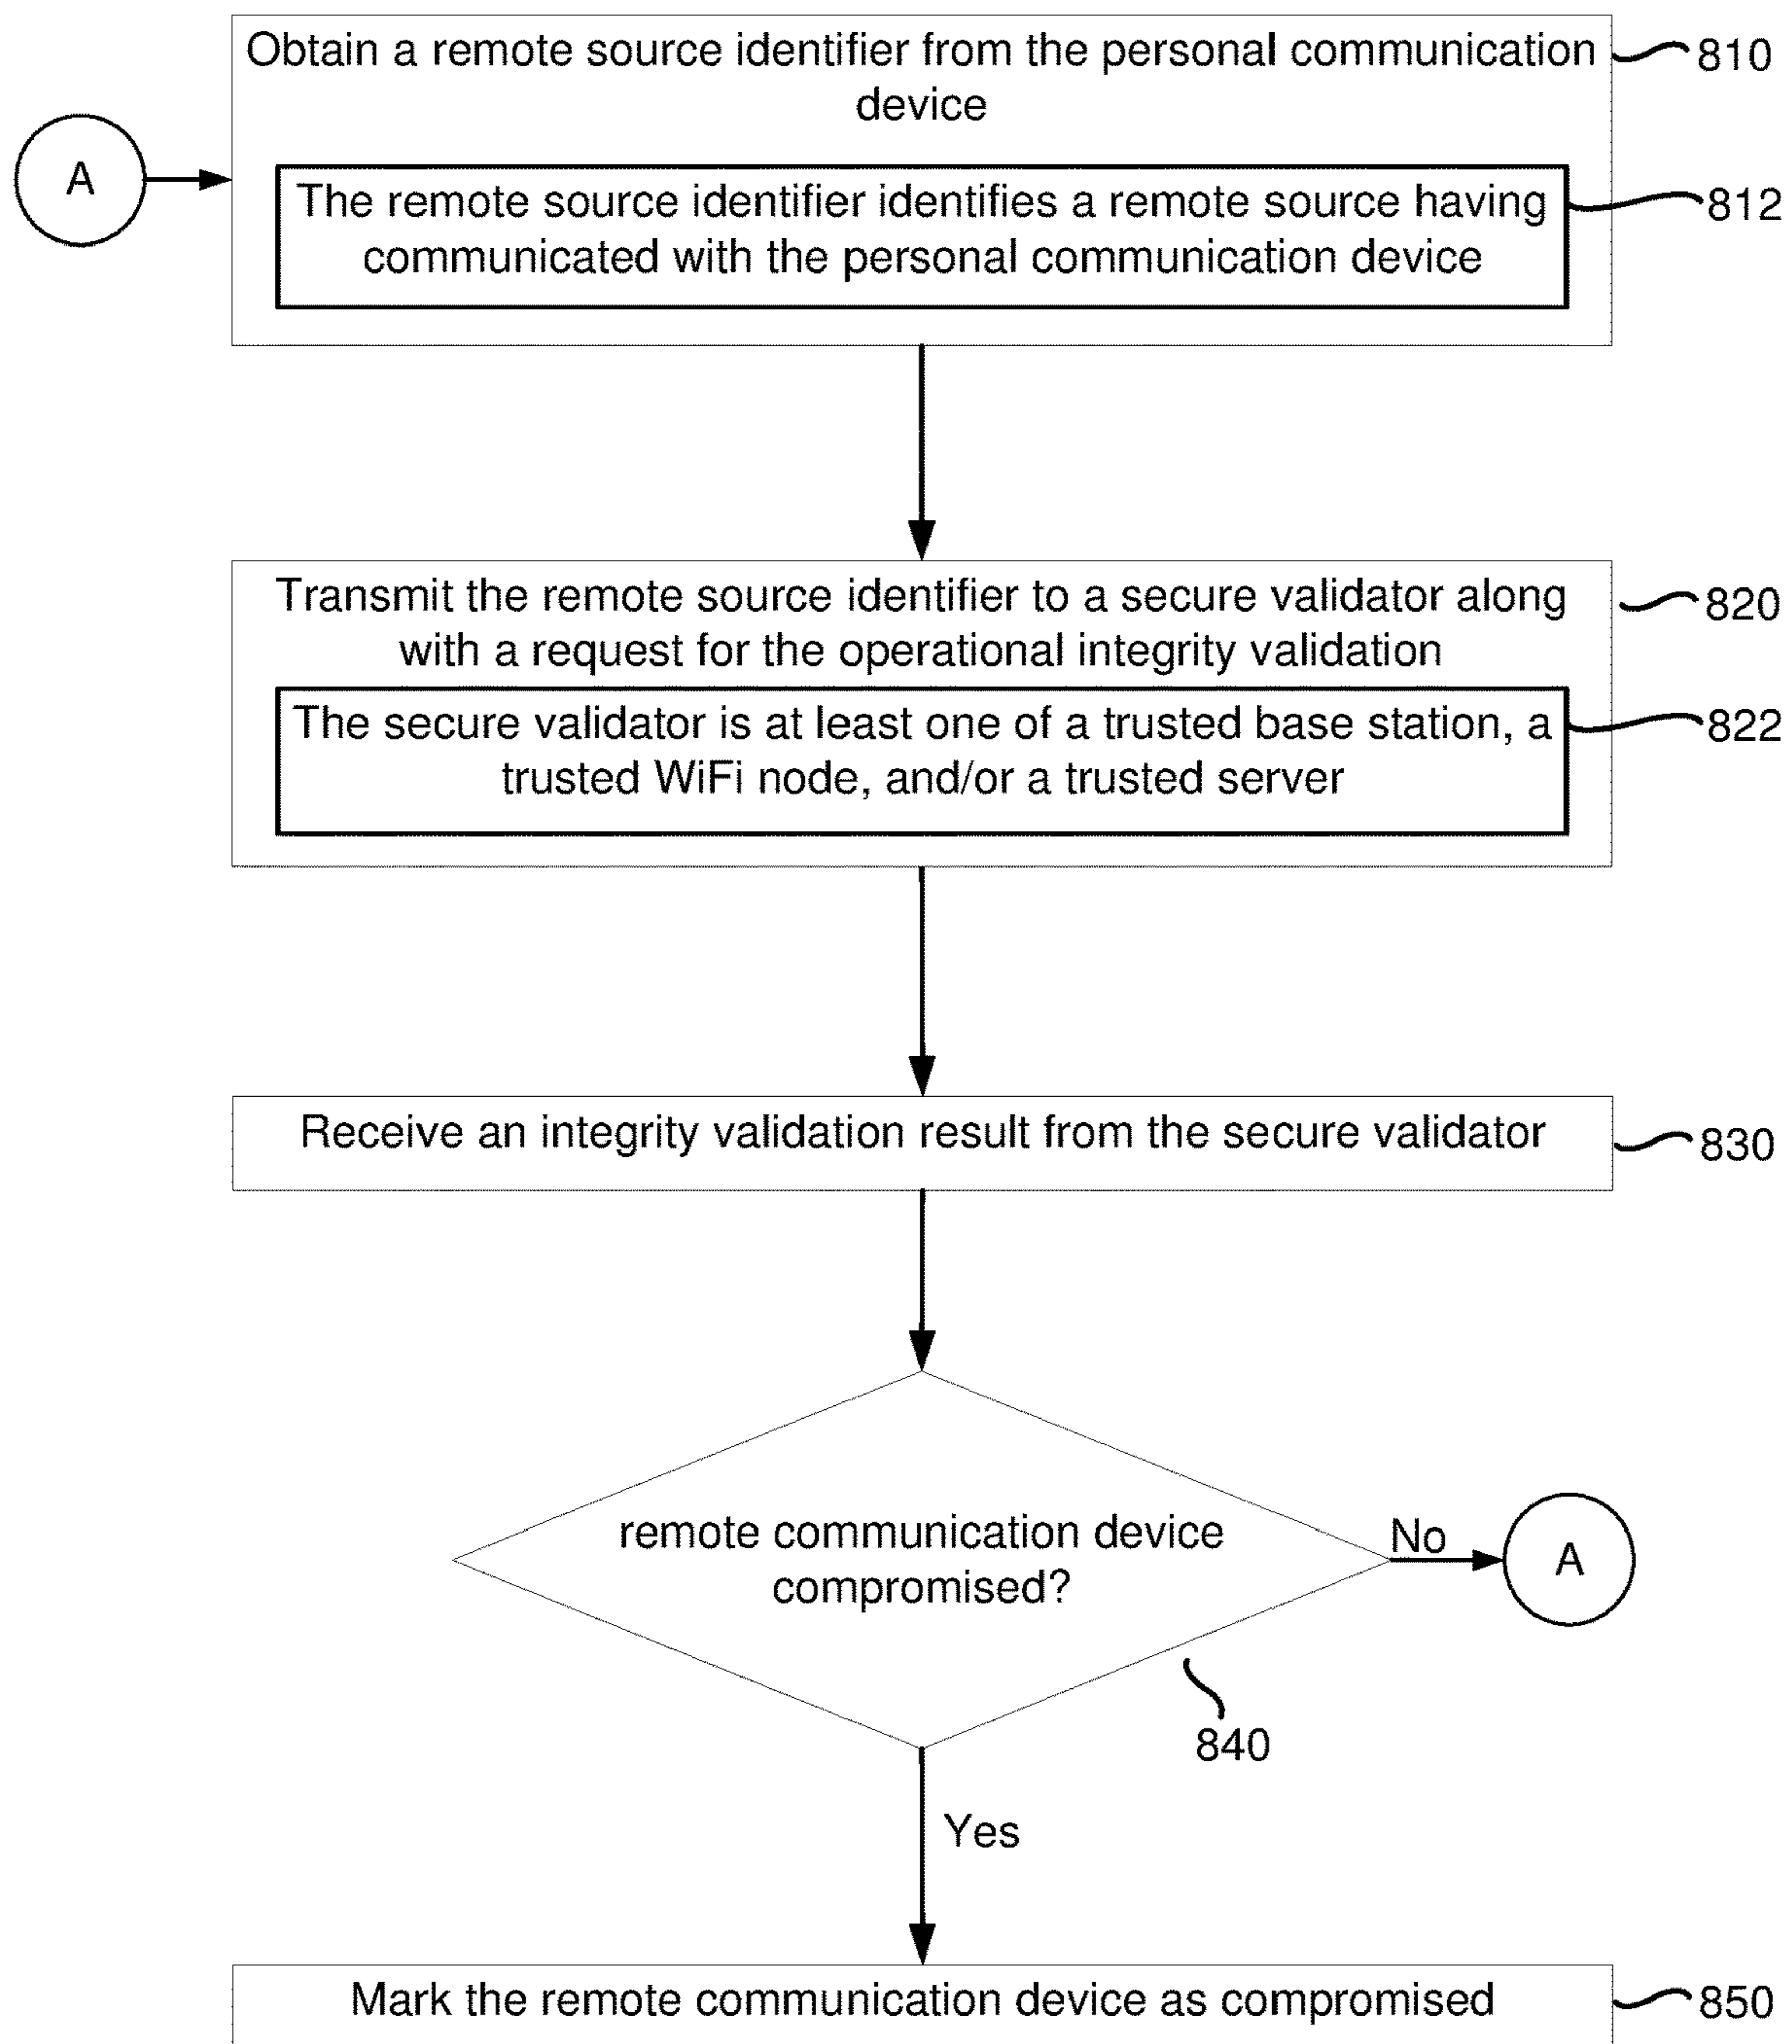 Obtain a remote source identifier from the personal communication
device
810
A
The remote source identifier identifies a remote source having
communicated with the personal communication device
812
Transmit the remote source identifier to a secure validator along
with a request for the operational integrity validation
820
The secure validator is at least one of a trusted base station, a
trusted WiFi node, and/or a trusted server
822
Receive an integrity validation result from the secure validator
830
remote communication device
compromised?
No
A
840
Yes
Mark the remote communication device as compromised
850